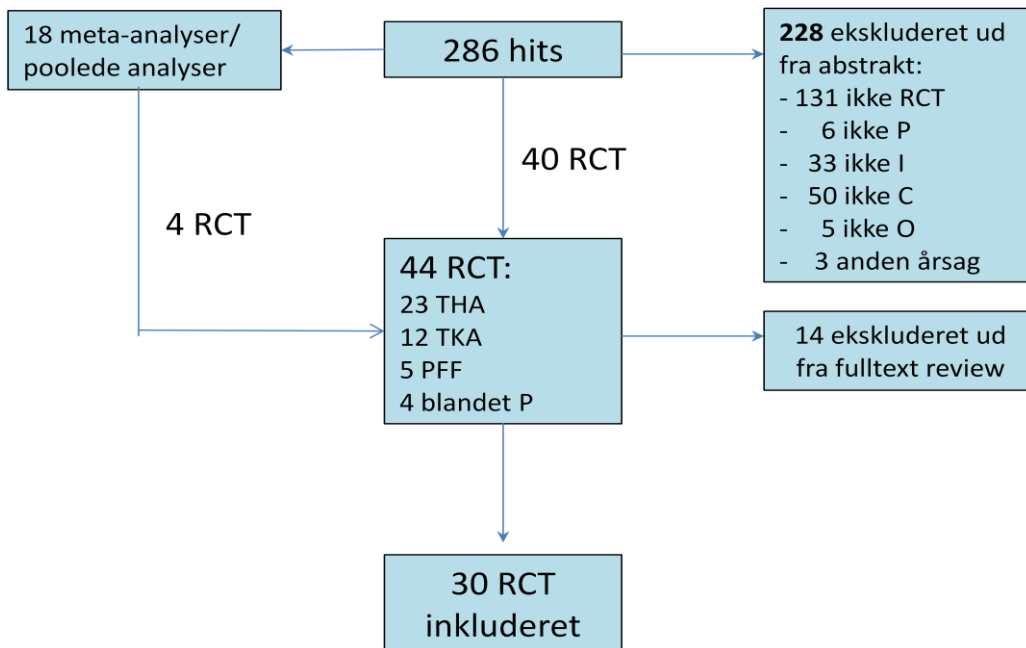 18 meta-analyser/
poolede analyser
286 hits
228 ekskluderet ud
fra abstrakt:
- 131 ikke RCT
- 6 ikke P
- 33 ikke I
- 50 ikke C
- 5 ikke O
- 3 anden årsag
40 RCT
4 RCT
44 RCT:
23 THA
12 TKA
5 PFF
4 blandet P
14 ekskluderet ud
fra fulltext review
30 RCT
inkluderet